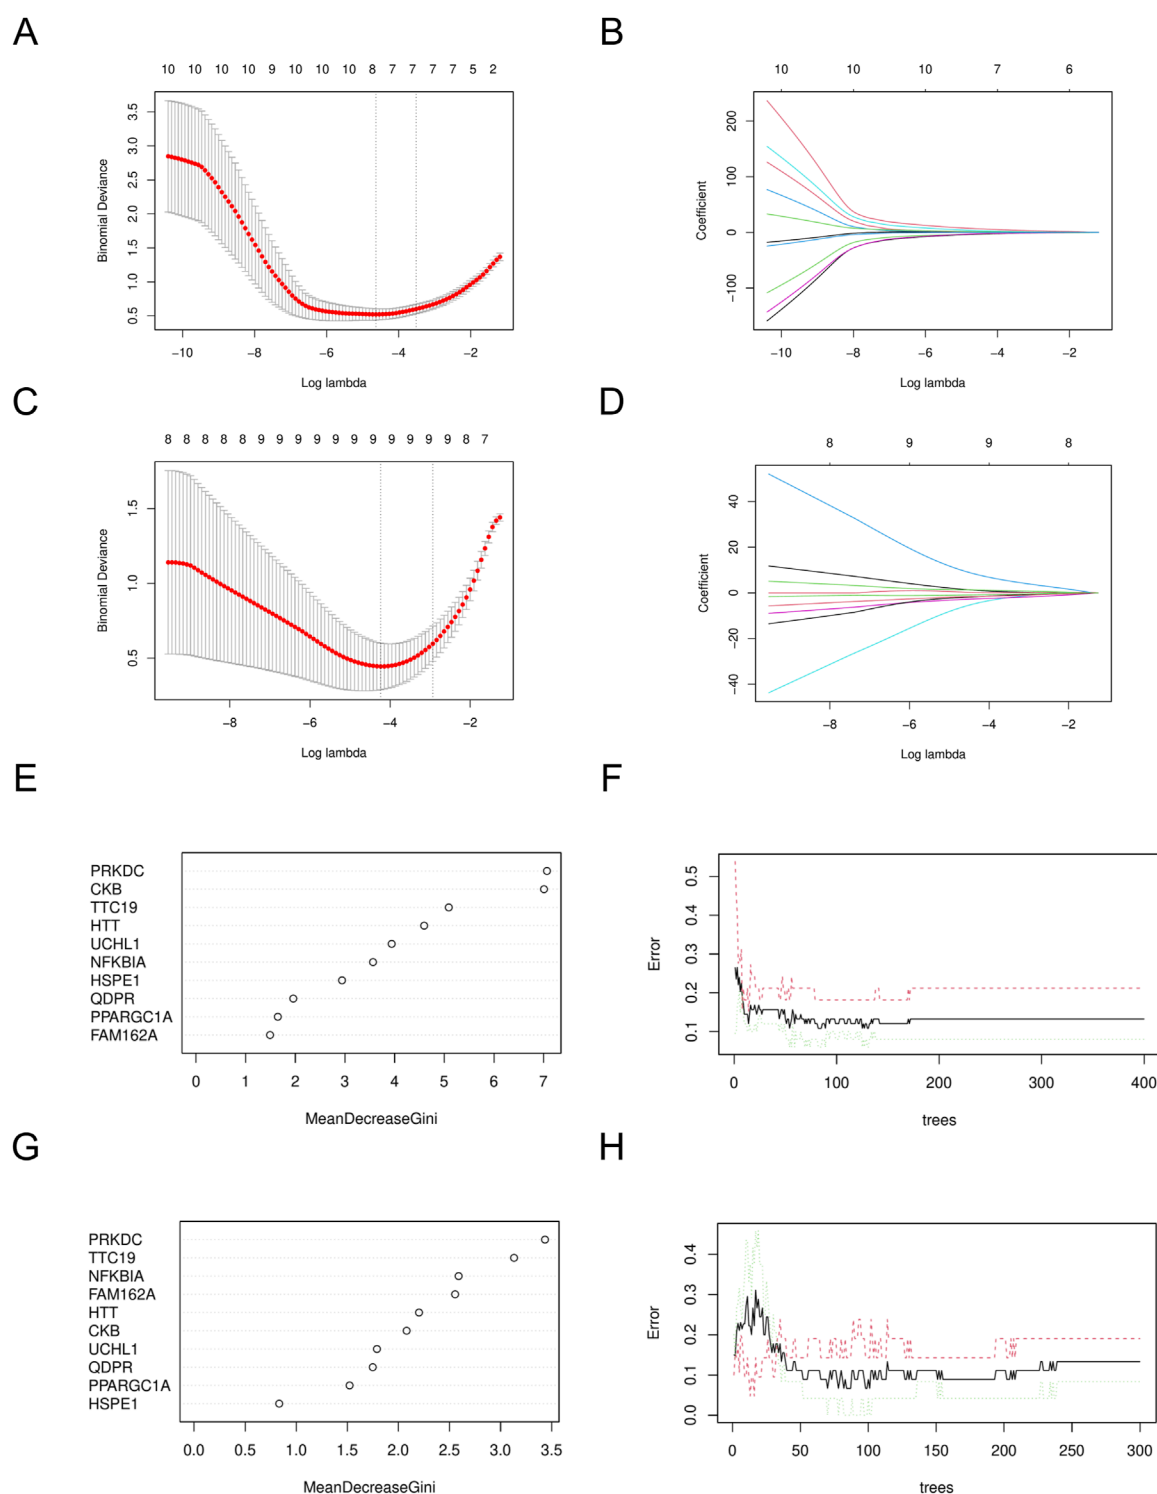 A
10 10 10 10 9 10 10 10 8 7 7 7 7 5 2
3.5
3.0
2.5
2.0
1.5
1.0
0.5
Binomial Deviance
−10 −8 −6 −4 −2
Log lambda
B
10 10 10 7 6
200
100
0
−100
Coefficient
−10 −8 −6 −4 −2
Log lambda
C
8 8 8 8 8 9 9 9 9 9 9 9 9 9 9 9 8 7
1.5
1.0
0.5
Binomial Deviance
−8 −6 −4 −2
Log lambda
D
8 9 9 8
40
20
0
−20
−40
Coefficient
−8 −6 −4 −2
Log lambda
E
PRKDC
CKB
TTC19
HTT
UCHL1
NFKBIA
HSPE1
QDPR
PPARGC1A
FAM162A
0 1 2 3 4 5 6 7
MeanDecreaseGini
F
0.5
0.4
0.3
0.2
0.1
Error
0 100 200 300 400
trees
G
PRKDC
TTC19
NFKBIA
FAM162A
HTT
CKB
UCHL1
QDPR
PPARGC1A
HSPE1
0.0 0.5 1.0 1.5 2.0 2.5 3.0 3.5
MeanDecreaseGini
H
0.4
0.3
0.2
0.1
0.0
Error
0 50 100 150 200 250 300
trees